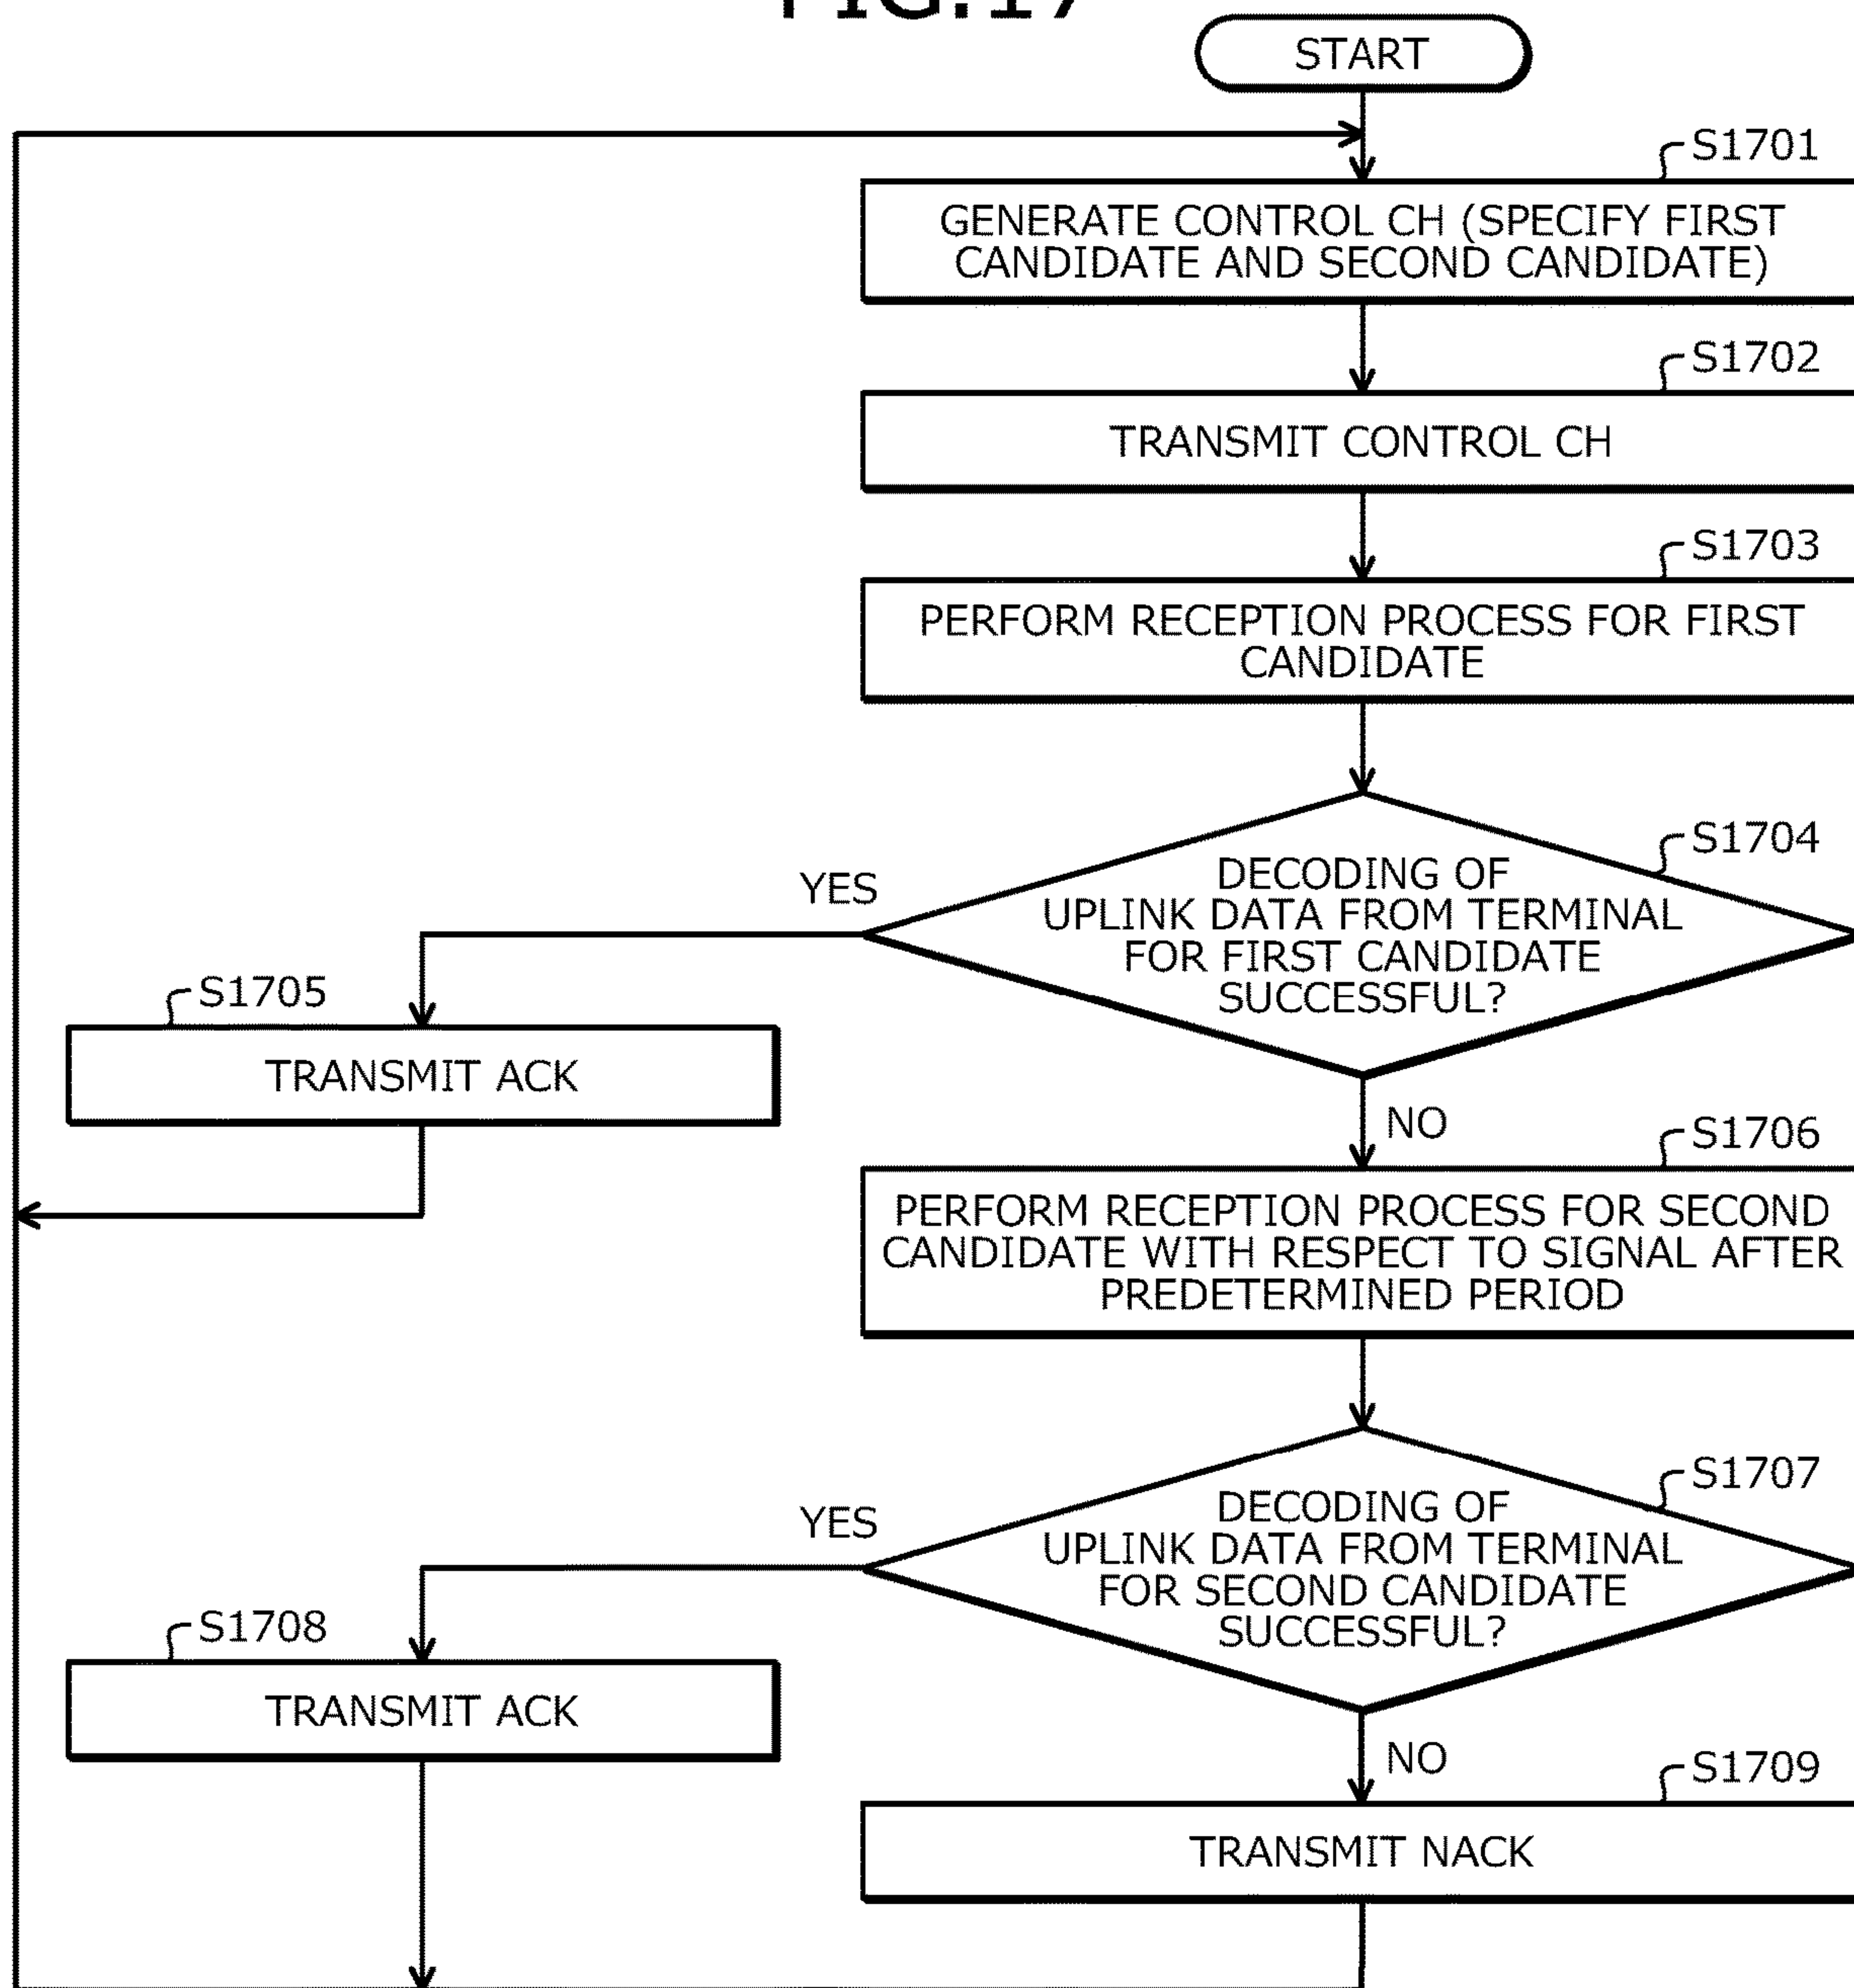 FIG.17
START
S1701
GENERATE CONTROL CH (SPECIFY FIRST
CANDIDATE AND SECOND CANDIDATE)
S1702
TRANSMIT CONTROL CH
S1703
PERFORM RECEPTION PROCESS FOR FIRST
CANDIDATE
S1704
DECODING OF
UPLINK DATA FROM TERMINAL
FOR FIRST CANDIDATE
SUCCESSFUL?
YES
S1705
TRANSMIT ACK
NO
S1706
PERFORM RECEPTION PROCESS FOR SECOND
CANDIDATE WITH RESPECT TO SIGNAL AFTER
PREDETERMINED PERIOD
S1707
DECODING OF
UPLINK DATA FROM TERMINAL
FOR SECOND CANDIDATE
SUCCESSFUL?
YES
S1708
TRANSMIT ACK
NO
S1709
TRANSMIT NACK